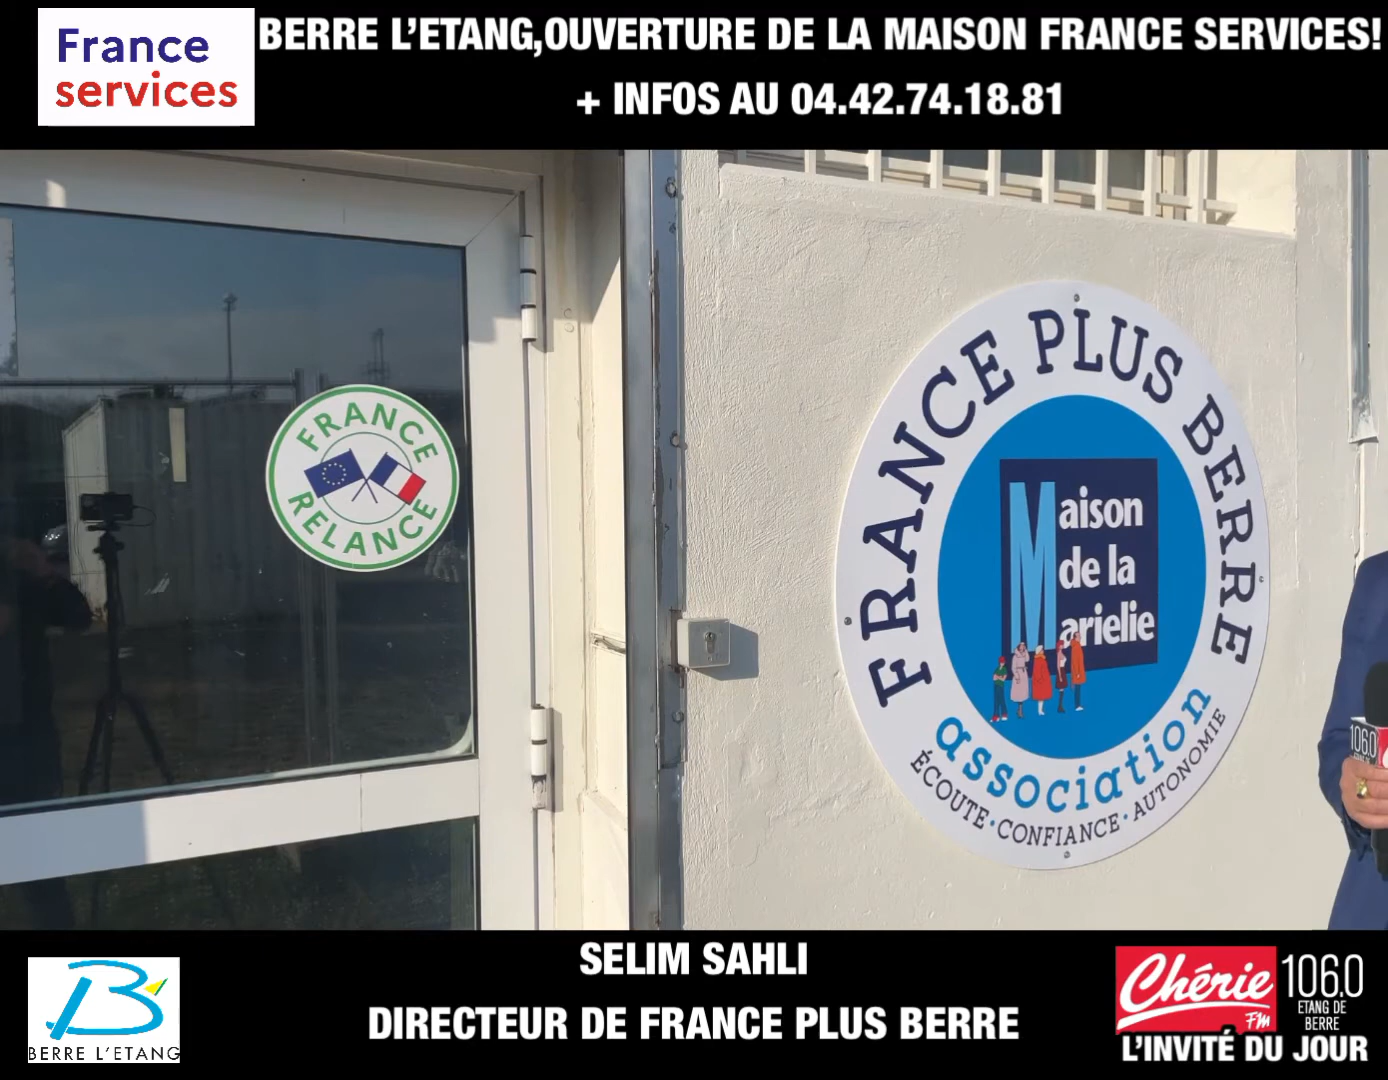 France
services
BERRE L'ETANG,OUVERTURE DE LA MAISON FRANCE SERVICES!
+ INFOS AU 04.42.74.18.81
FRANCE
RELANCE
FRANCE PLUS BERRE
Maison
de la
Marielie
association
ÉCOUTE · CONFIANCE · AUTONOMIE
106.0
SELIM SAHLI
DIRECTEUR DE FRANCE PLUS BERRE
B
BERRE L'ETANG
Chérie
FM
106.0
ETANG DE
BERRE
L'INVITÉ DU JOUR